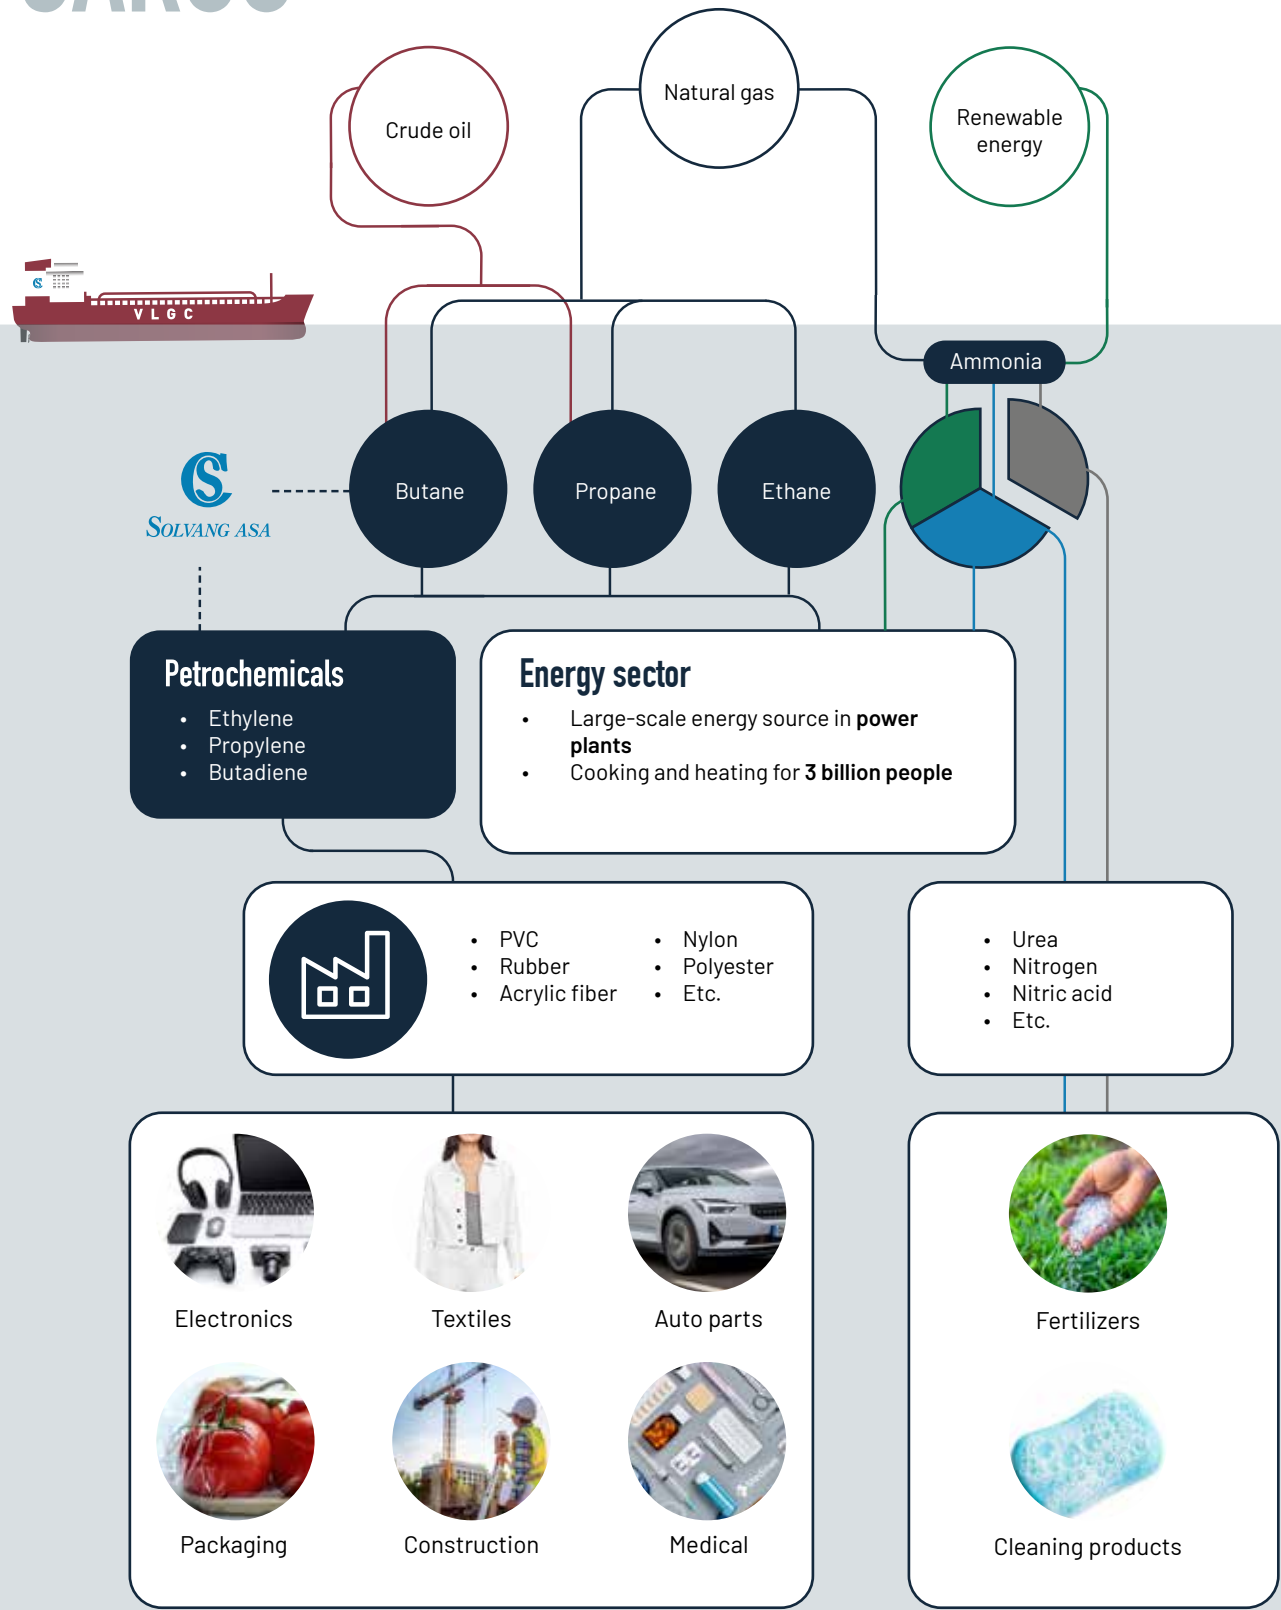 CARGO
Crude oil
Natural gas
Renewable
energy
VLGC
Ammonia
SOLVANG ASA
Butane
Propane
Ethane
Petrochemicals
• Ethylene
• Propylene
• Butadiene
Energy sector
• Large-scale energy source in power
plants
• Cooking and heating for 3 billion people
• PVC
• Rubber
• Acrylic fiber
• Nylon
• Polyester
• Etc.
• Urea
• Nitrogen
• Nitric acid
• Etc.
Electronics
Textiles
Auto parts
Packaging
Construction
Medical
Fertilizers
Cleaning products